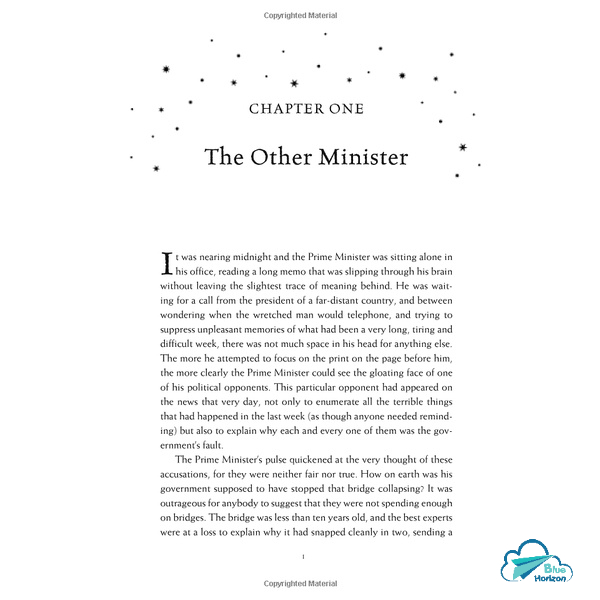 Copyrighted Material
CHAPTER ONE
The Other Minister
It was nearing midnight and the Prime Minister was sitting alone in
his office, reading a long memo that was slipping through his brain
without leaving the slightest trace of meaning behind. He was wait-
ing for a call from the president of a far-distant country, and between
wondering when the wretched man would telephone, and trying to
suppress unpleasant memories of what had been a very long, tiring and
difficult week, there was not much space in his head for anything else.
The more he attempted to focus on the print on the page before him,
the more clearly the Prime Minister could see the gloating face of one
of his political opponents. This particular opponent had appeared on
the news that very day, not only to enumerate all the terrible things
that had happened in the last week (as though anyone needed remind-
ing) but also to explain why each and every one of them was the gov-
ernment's fault.
The Prime Minister's pulse quickened at the very thought of these
accusations, for they were neither fair nor true. How on earth was his
government supposed to have stopped that bridge collapsing? It was
outrageous for anybody to suggest that they were not spending enough
on bridges. The bridge was less than ten years old, and the best experts
were at a loss to explain why it had snapped cleanly in two, sending a
1
Blue
Horizon
Copyrighted Material